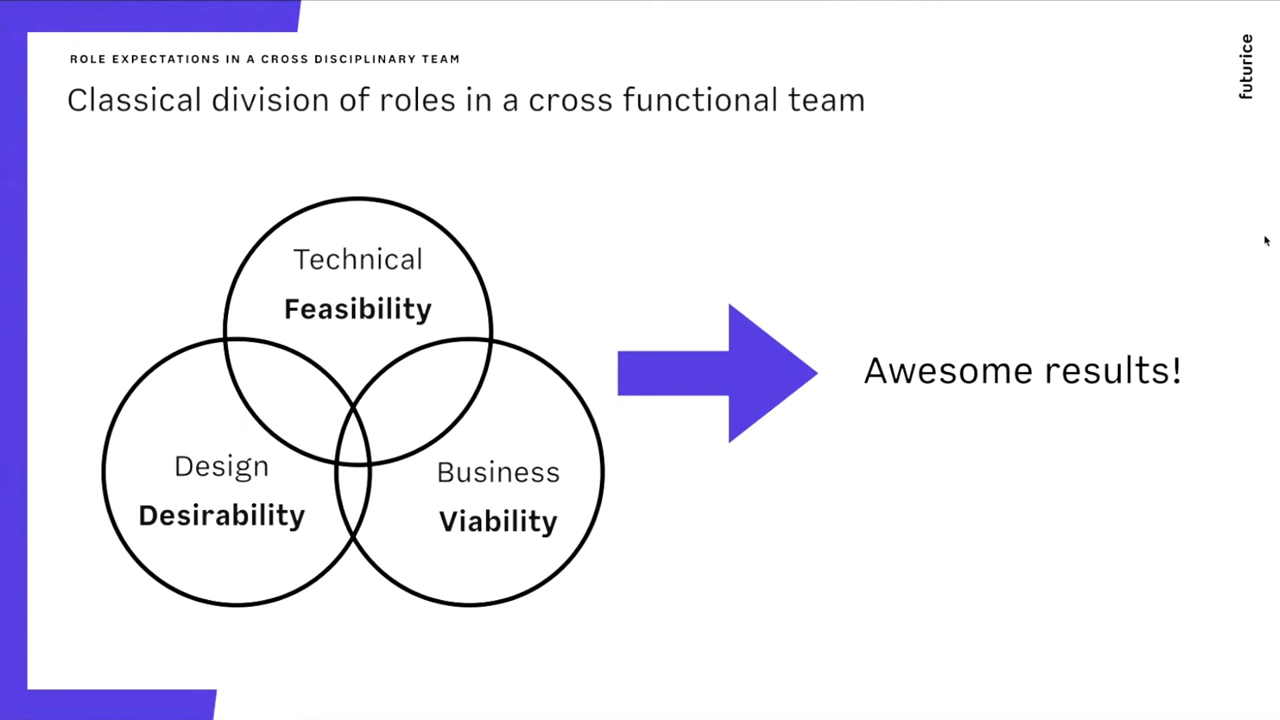 ROLE EXPECTATIONS IN A CROSS DISCIPLINARY TEAM
Classical division of roles in a cross functional team
futurice
Technical
Feasibility
Design
Desirability
Business
Viability
Awesome results!